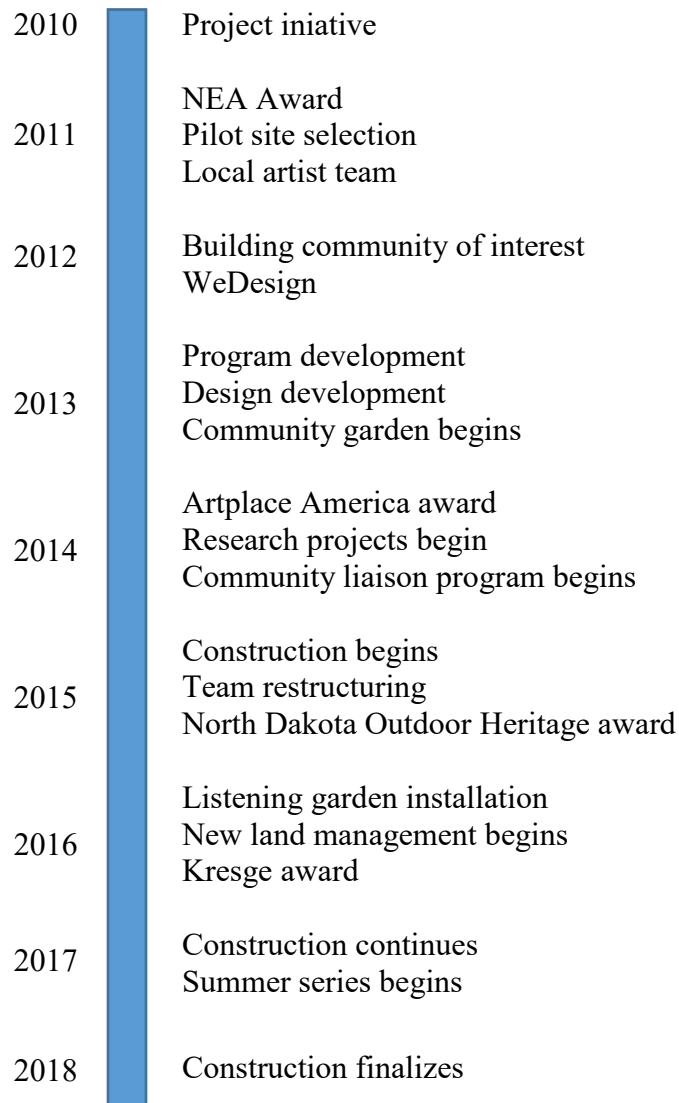 2010
Project iniative
NEA Award
2011
Pilot site selection
Local artist team
2012
Building community of interest
WeDesign
Program development
2013
Design development
Community garden begins
Artplace America award
2014
Research projects begin
Community liaison program begins
Construction begins
2015
Team restructuring
North Dakota Outdoor Heritage award
Listening garden installation
2016
New land management begins
Kresge award
2017
Construction continues
Summer series begins
2018
Construction finalizes